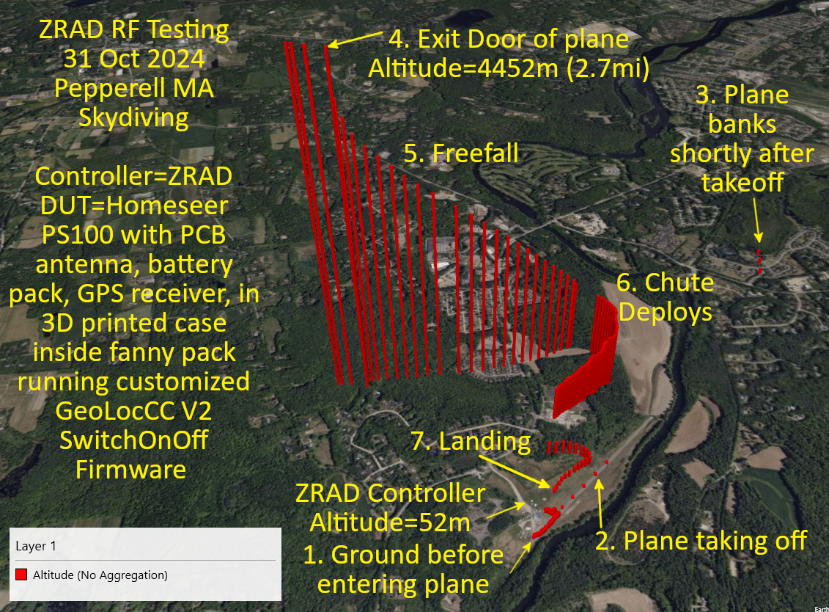 ZRAD RF Testing
31 Oct 2024
Pepperell MA
Skydiving
Controller=ZRAD
DUT=Homeseer
PS100 with PCB
antenna, battery
pack, GPS receiver, in
3D printed case
inside fanny pack
running customized
GeoLocCC V2
SwitchOnOff
Firmware
4. Exit Door of plane
Altitude=4452m (2.7mi)
3. Plane
banks
shortly after
takeoff
5. Freefall
6. Chute
Deploys
7. Landing
ZRAD Controller
Altitude=52m
1. Ground before
entering plane
2. Plane taking off
Layer 1
Altitude (No Aggregation)
Earth